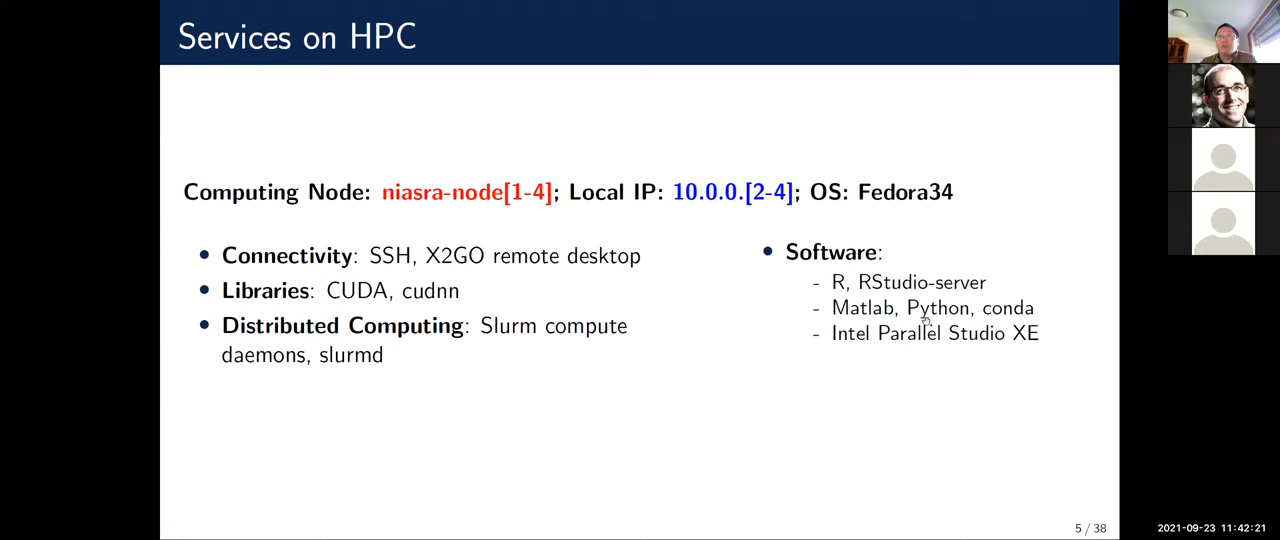 Services on HPC
Computing Node: niasra-node[1-4]; Local IP: 10.0.0.[2-4]; OS: Fedora34
• Connectivity: SSH, X2GO remote desktop
• Libraries: CUDA, cudnn
• Distributed Computing: Slurm compute
daemons, slurmd
• Software:
- R, RStudio-server
- Matlab, Python, conda
- Intel Parallel Studio XE
5 / 38
2021-09-23 11:42:21